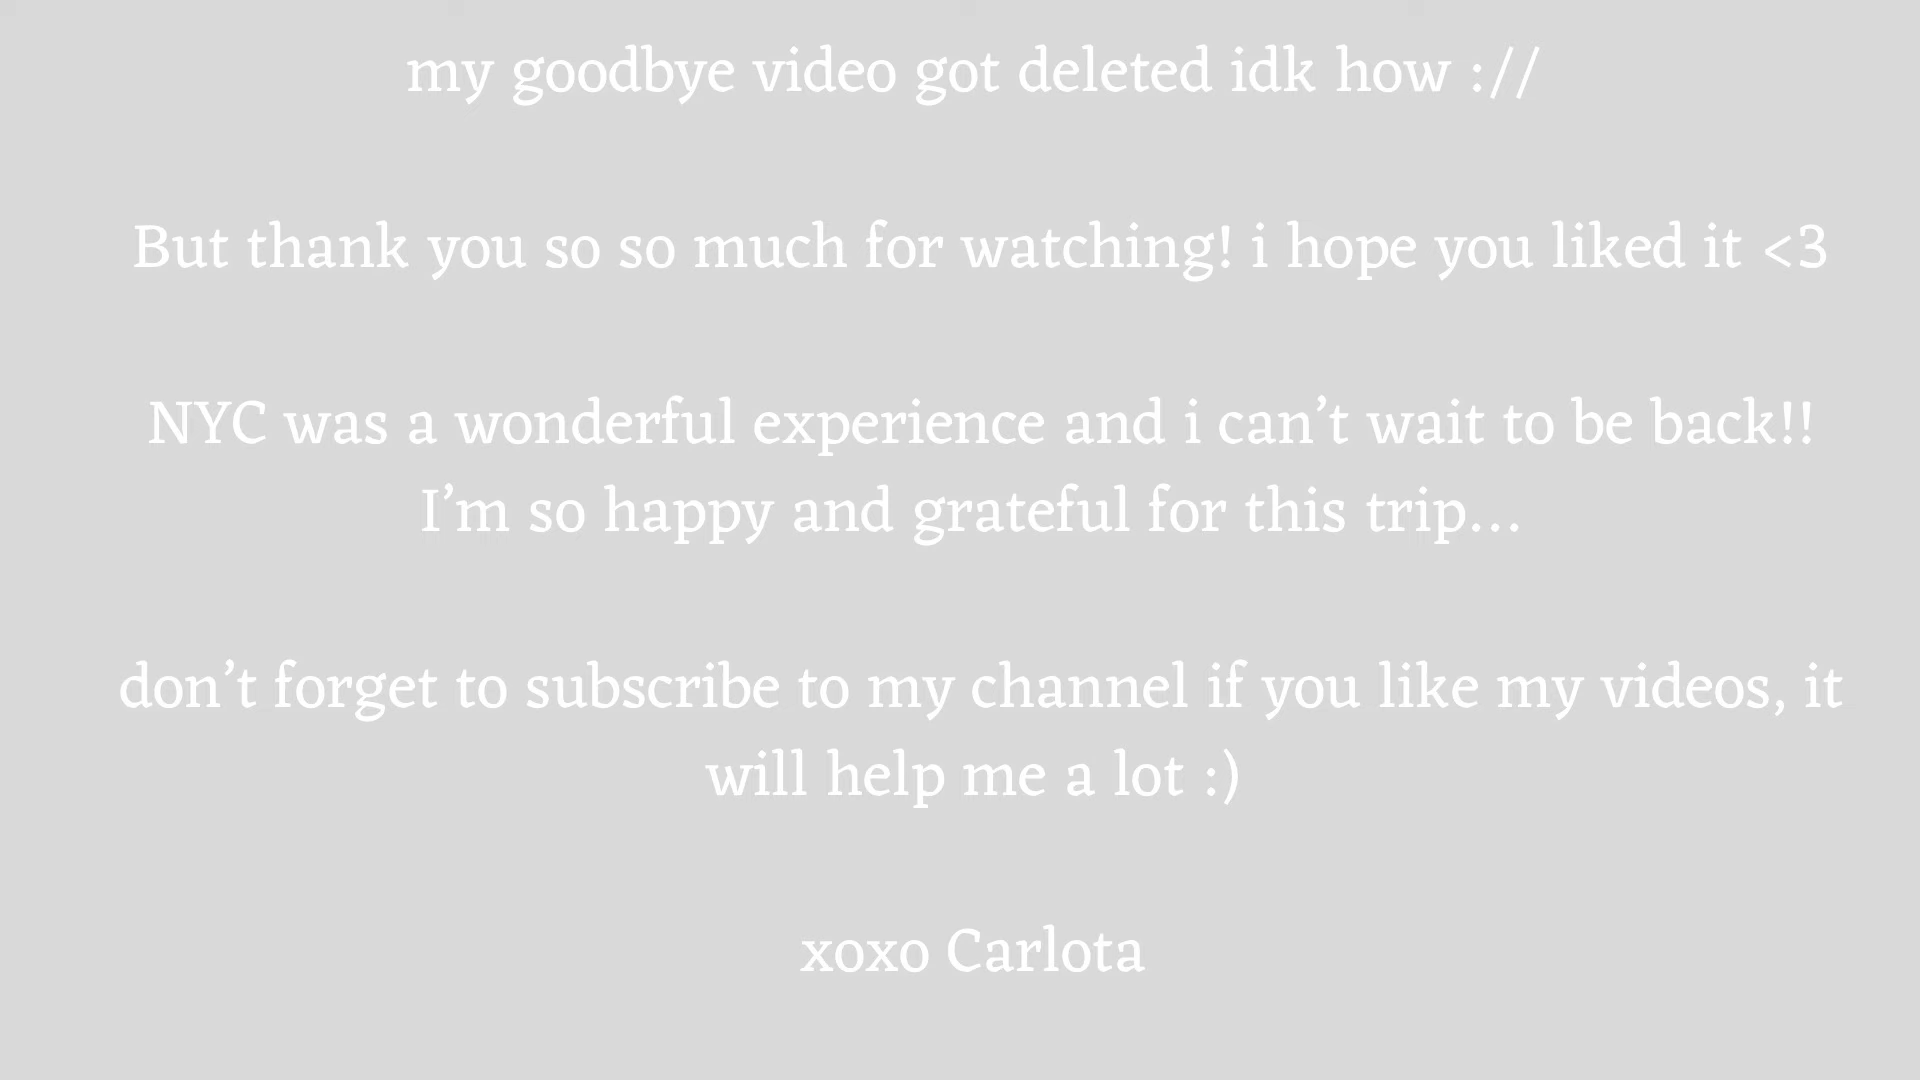 my goodbye video got deleted idk how ://
But thank you so so much for watching! i hope you liked it <3
NYC was a wonderful experience and i can’t wait to be back!!
I’m so happy and grateful for this trip...
don’t forget to subscribe to my channel if you like my videos, it
will help me a lot :)
xoxo Carlota